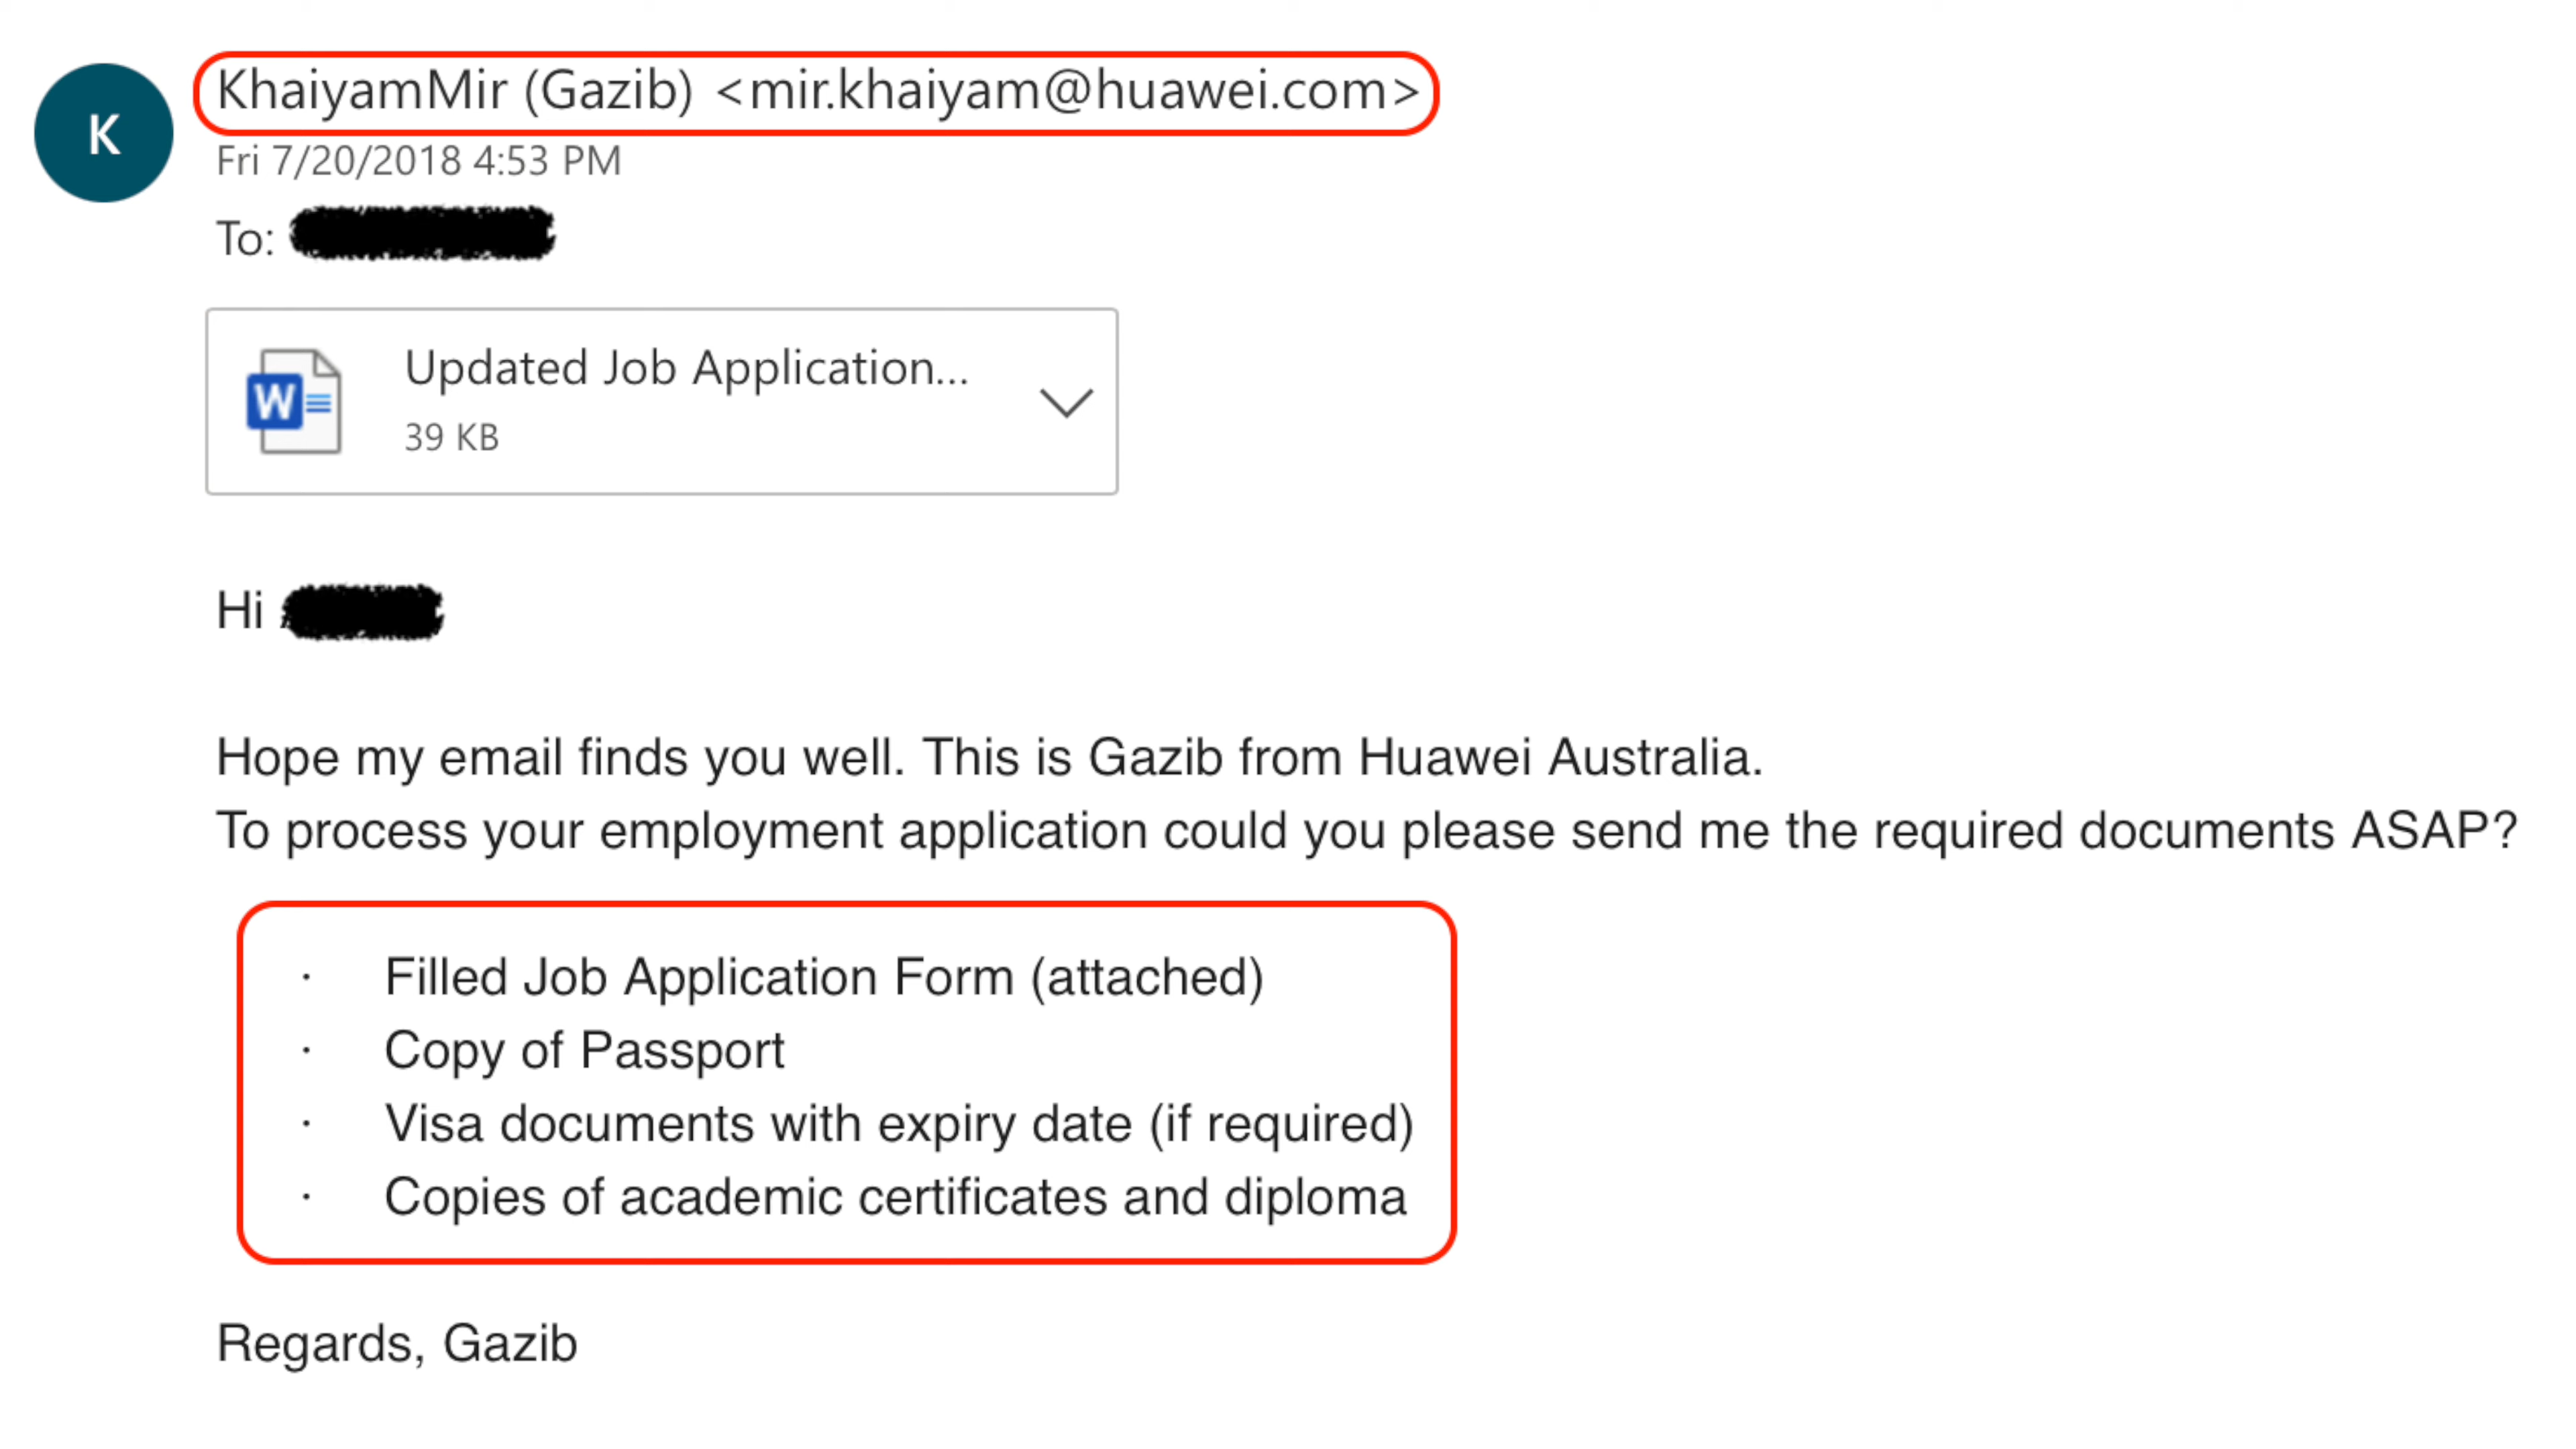 K
KhaiyamMir (Gazib) <mir.khaiyam@huawei.com>
Fri 7/20/2018 4:53 PM
To:
W
Updated Job Application...
39 KB
Hi
Hope my email finds you well. This is Gazib from Huawei Australia.
To process your employment application could you please send me the required documents ASAP?
· Filled Job Application Form (attached)
· Copy of Passport
· Visa documents with expiry date (if required)
· Copies of academic certificates and diploma
Regards, Gazib